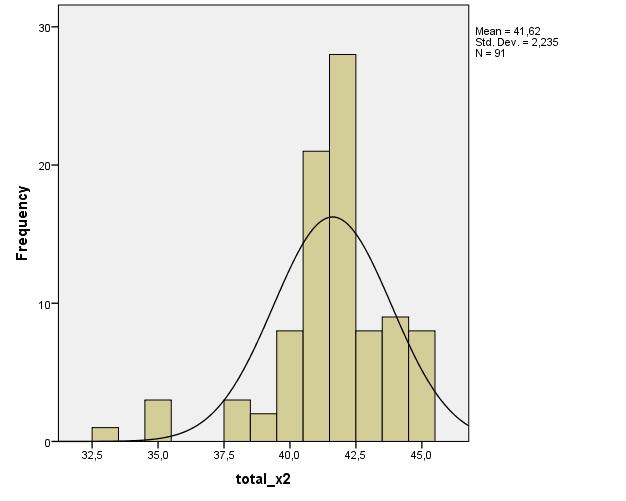 Mean = 41,62
Std. Dev. = 2,235
N = 91
30
20
10
0
Frequency
32,5 35,0 37,5 40,0 42,5 45,0
total_x2